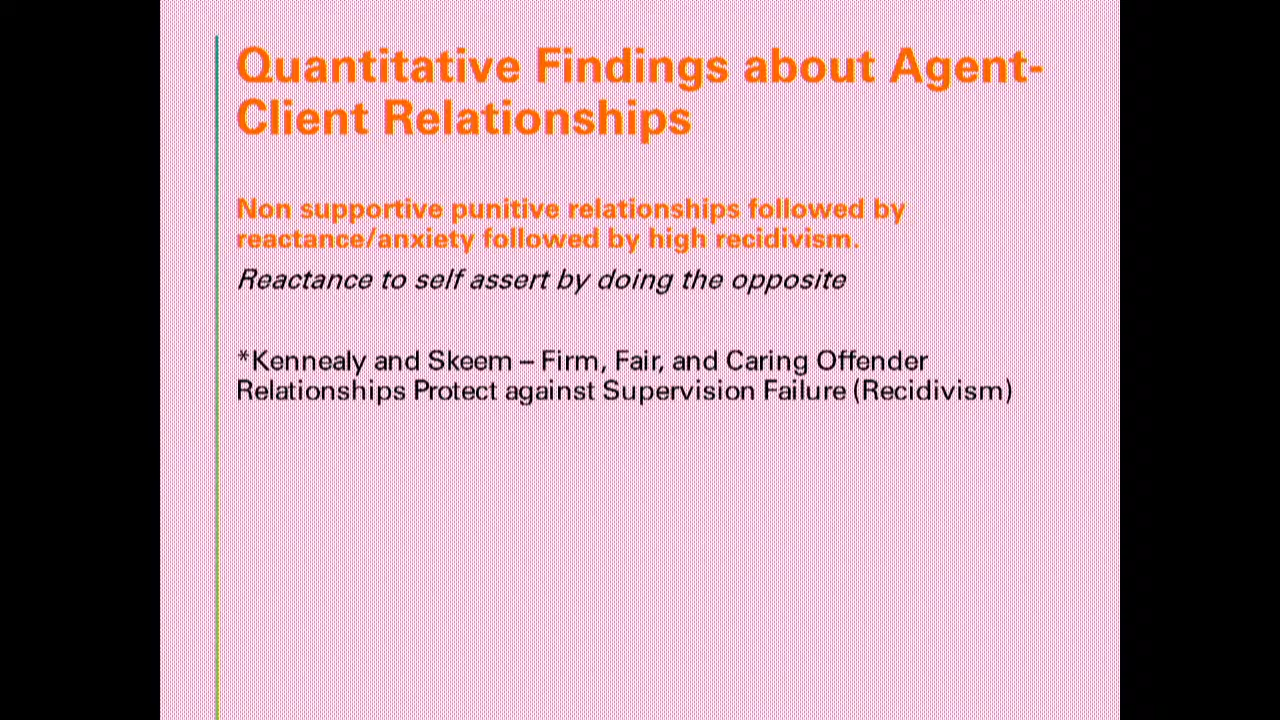 Quantitative Findings about Agent-
Client Relationships
Non supportive punitive relationships followed by
reactance/anxiety followed by high recidivism.
Reactance to self assert by doing the opposite
*Kennealy and Skeem – Firm, Fair, and Caring Offender
Relationships Protect against Supervision Failure (Recidivism)